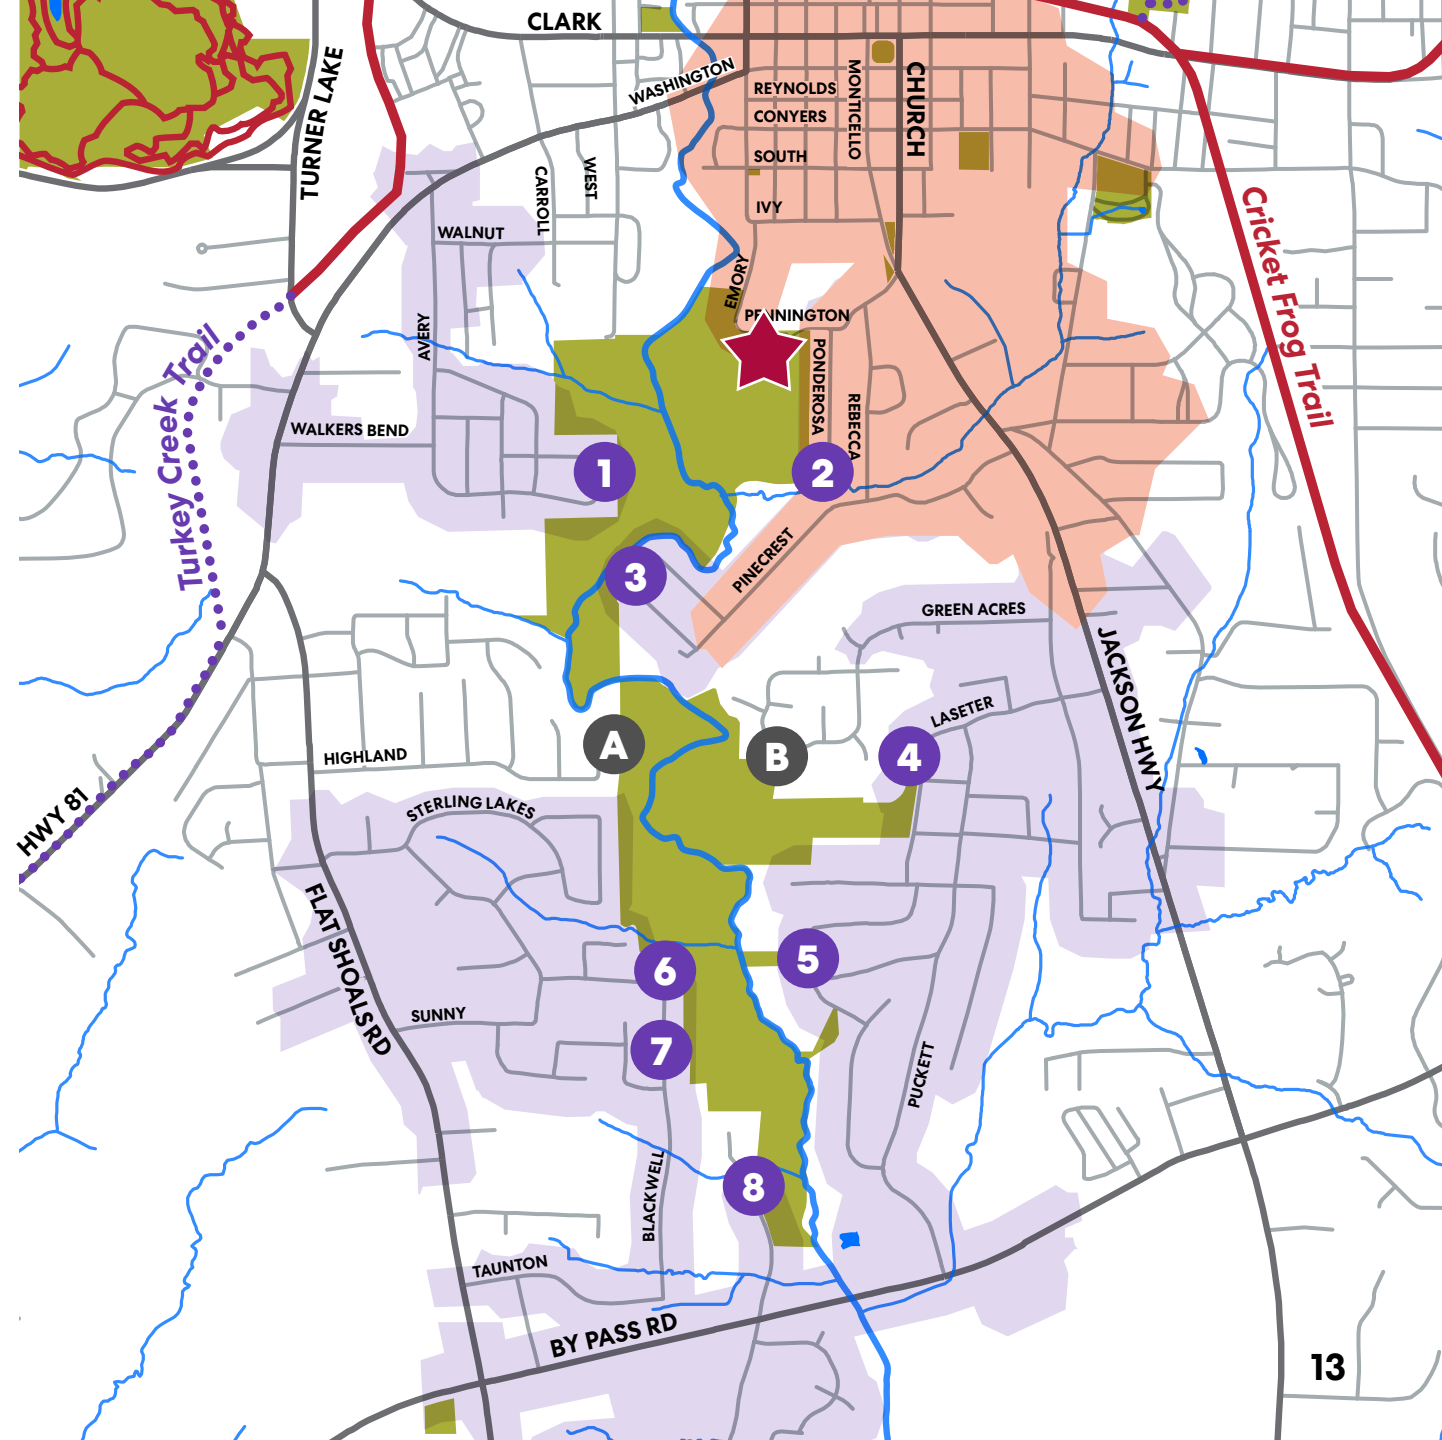 CLARK
WASHINGTON
REYNOLDS
MONTICELLO
CHURCH
CONYERS
TURNER LAKE
SOUTH
WEST
CARROLL
IVY
WALNUT
Cricket Frog Trail
EMORY
PENNINGTON
AVERY
Turkey Creek Trail
PONDEROSA
REBECCA
WALKERS BEND
1
2
PINECREST
3
GREEN ACRES
JACKSON HWY
LASETER
A
B
4
HIGHLAND
HWY 81
STERLING LAKES
FLAT SHOALS RD
5
6
SUNNY
7
PUCKETT
BLACKWELL
8
TAUNTON
BY PASS RD
13